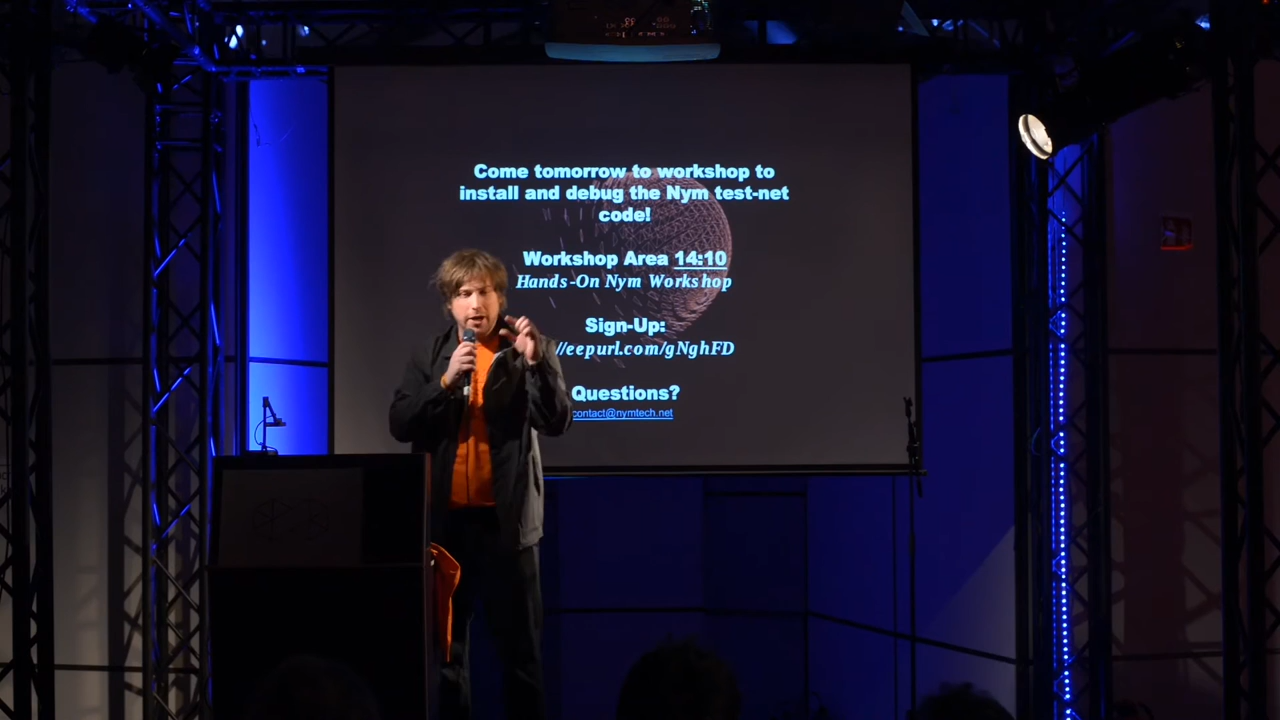 Come tomorrow to workshop to
install and debug the Nym test-net
code!
Workshop Area 14:10
Hands-On Nym Workshop
Sign-Up:
//eepurl.com/gNghFD
Questions?
contact@nymtech.net